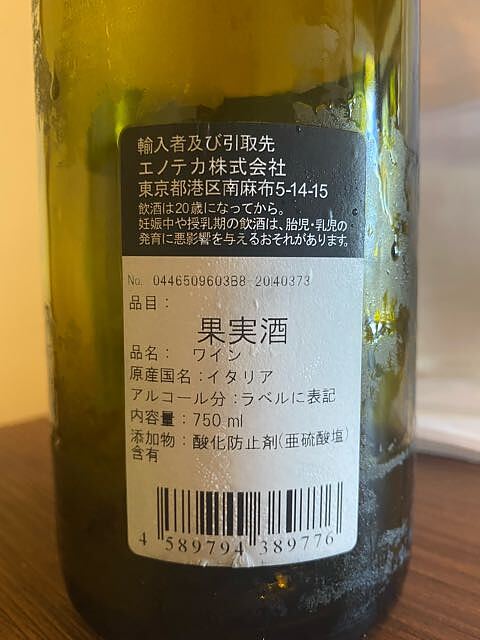 輸入者及び引取先
エノテカ株式会社
東京都港区南麻布5-14-15
飲酒は20歳になってから。
妊娠中や授乳期の飲酒は、胎児・乳児の
発育に悪影響を与えるおそれがあります。
No. 0446509603B8-20140373
品目：
果実酒
品名： ワイン
原産国名：イタリア
アルコール分：ラベルに表記
内容量：750 ml
添加物：酸化防止剤(亜硫酸塩)
含有
4 589794 389776